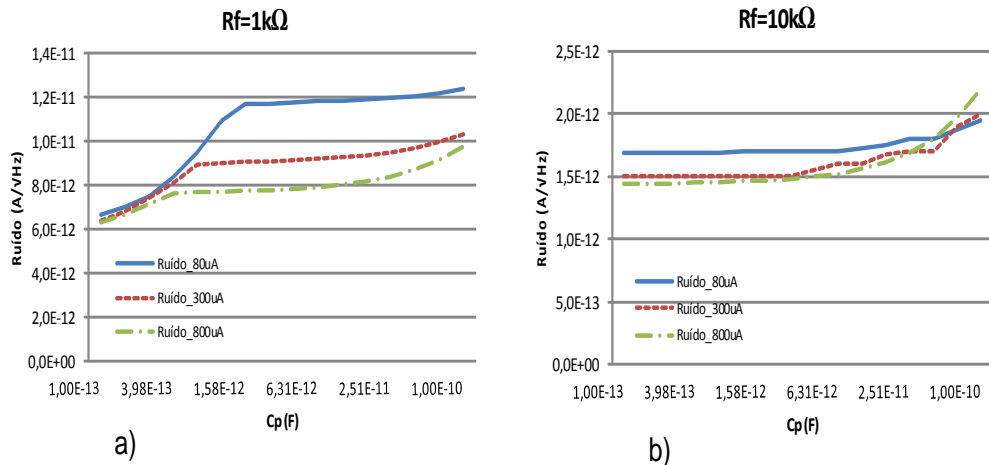 Rf=1kΩ
Ruído (A/√Hz)
1,4E-11
1,2E-11
1,0E-11
8,0E-12
6,0E-12
4,0E-12
2,0E-12
0,0E+00
Ruído_80uA
Ruído_300uA
Ruído_800uA
1,00E-13 3,98E-13 1,58E-12 6,31E-12 2,51E-11 1,00E-10
Cp(F)
a)
Rf=10kΩ
Ruído (A/√Hz)
2,5E-12
2,0E-12
1,5E-12
1,0E-12
5,0E-13
0,0E+00
Ruído_80uA
Ruído_300uA
Ruído_800uA
1,00E-13 3,98E-13 1,58E-12 6,31E-12 2,51E-11 1,00E-10
Cp(F)
b)